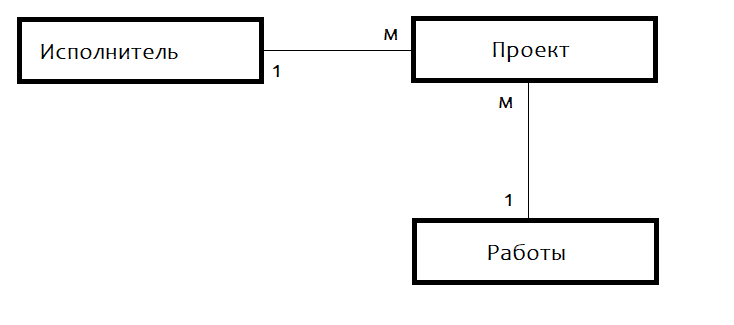 Исполнитель
м
Проект
1
м
1
Работы